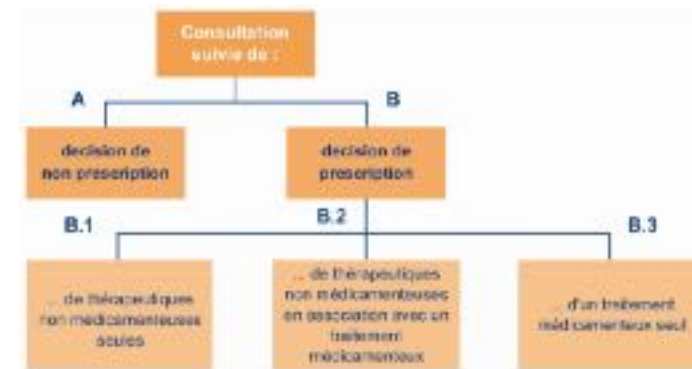 Consultation
suivie de :
A
B
decision de
non prescription
decision de
prescription
B.1
B.2
B.3
... de thérapeutiques
non médicamenteuses
seules
... de thérapeutiques
non médicamenteuses
en association avec un
traitement
médicamenteux
... d'un traitement
médicamenteux seul